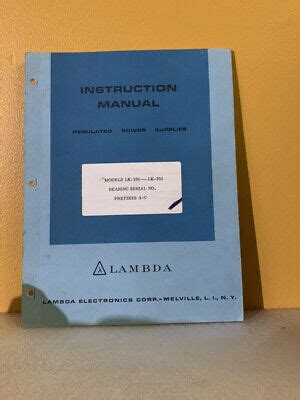 INSTRUCTION
MANUAL
REGULATED POWER SUPPLIES
MODELS LK-350—LK-352
BEARING SERIAL NO.
PREFIXES A-C
LAMBDA
LAMBDA ELECTRONICS CORP.—MELVILLE, L. I., N. Y.